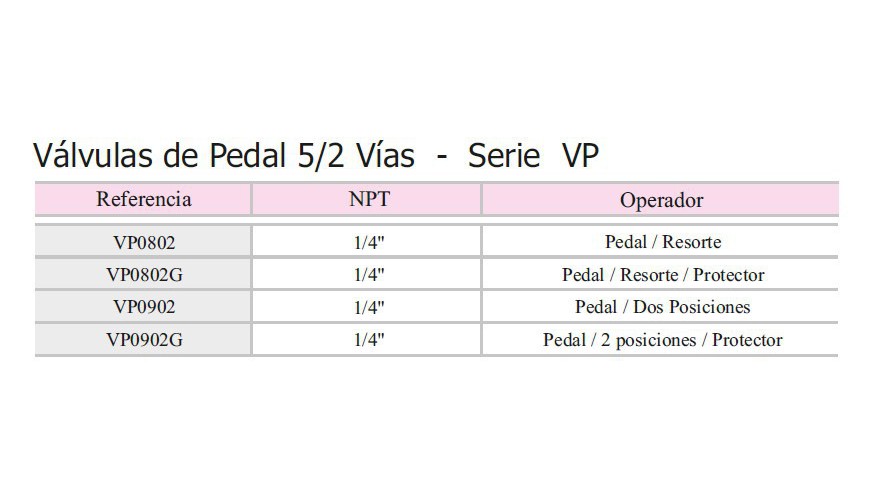 Válvulas de Pedal 5/2 Vías - Serie VP
Referencia NPT Operador
VP0802 1/4" Pedal / Resorte
VP0802G 1/4" Pedal / Resorte / Protector
VP0902 1/4" Pedal / Dos Posiciones
VP0902G 1/4" Pedal / 2 posiciones / Protector